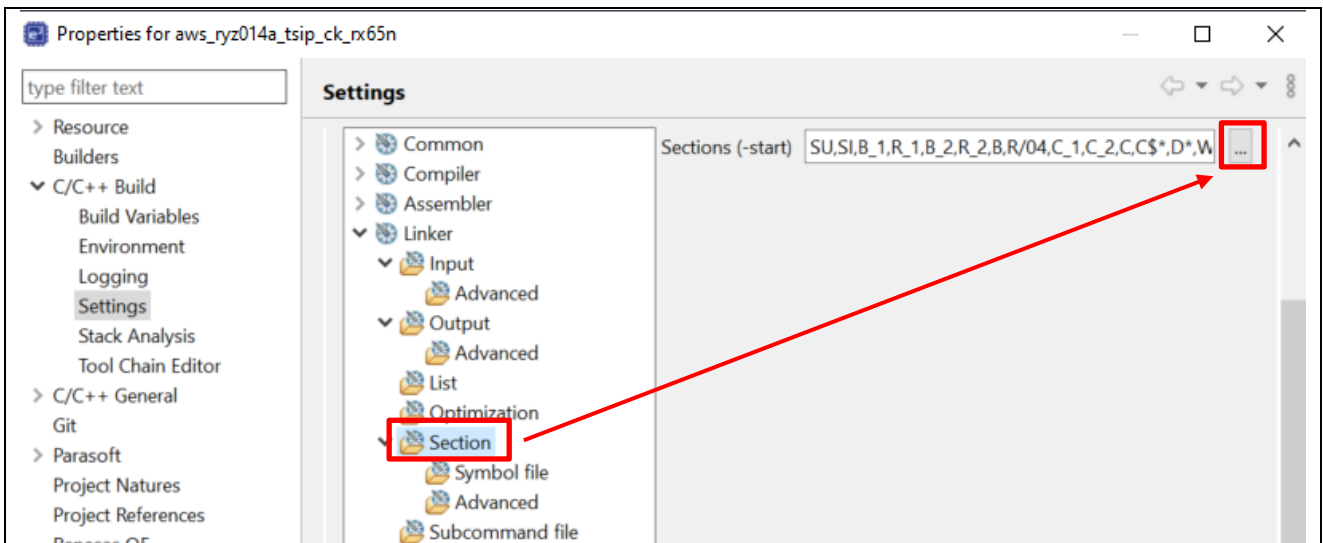 Properties for aws_ryz014a_tsip_ck_rx65n
type filter text
Resource
Builders
C/C++ Build
Build Variables
Environment
Logging
Settings
Stack Analysis
Tool Chain Editor
C/C++ General
Git
Parasoft
Project Natures
Project References
Settings
Common
Compiler
Assembler
Linker
Input
Advanced
Output
Advanced
List
Optimization
Section
Symbol file
Advanced
Subcommand file
Sections (-start) SU,SI,B_1,R_1,B_2,R_2,B,R/04,C_1,C_2,C,C$*,D*,W ...